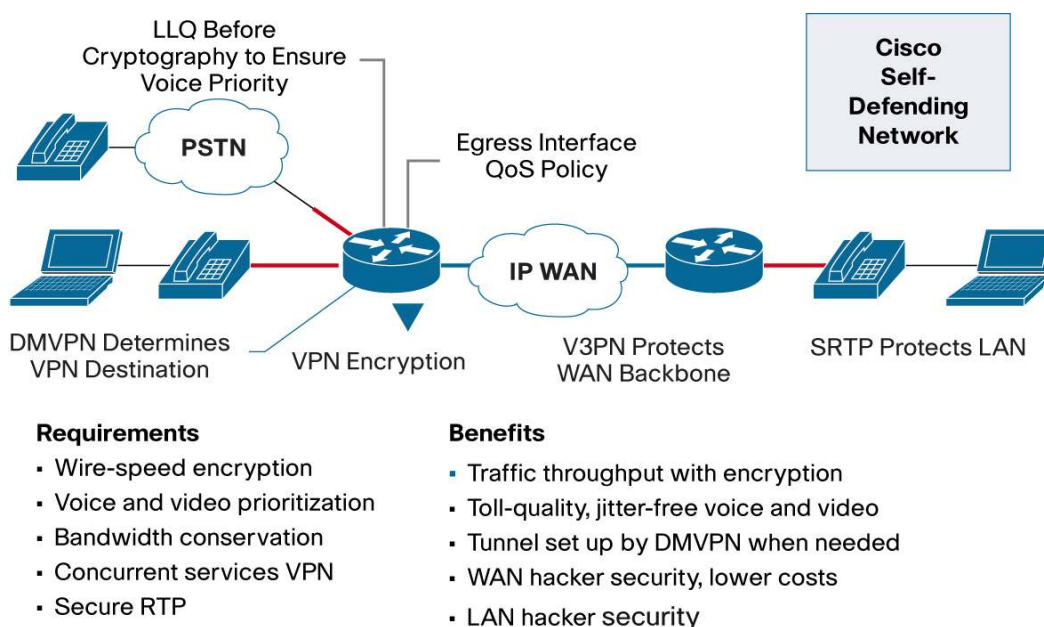 LLQ Before
Cryptography to Ensure
Voice Priority
Cisco
Self-
Defending
Network
PSTN
Egress Interface
QoS Policy
IP WAN
DMVPN Determines
VPN Destination
VPN Encryption
V3PN Protects
WAN Backbone
SRTP Protects LAN
Requirements
▪ Wire-speed encryption
▪ Voice and video prioritization
▪ Bandwidth conservation
▪ Concurrent services VPN
▪ Secure RTP
Benefits
▪ Traffic throughput with encryption
▪ Toll-quality, jitter-free voice and video
▪ Tunnel set up by DMVPN when needed
▪ WAN hacker security, lower costs
▪ LAN hacker security